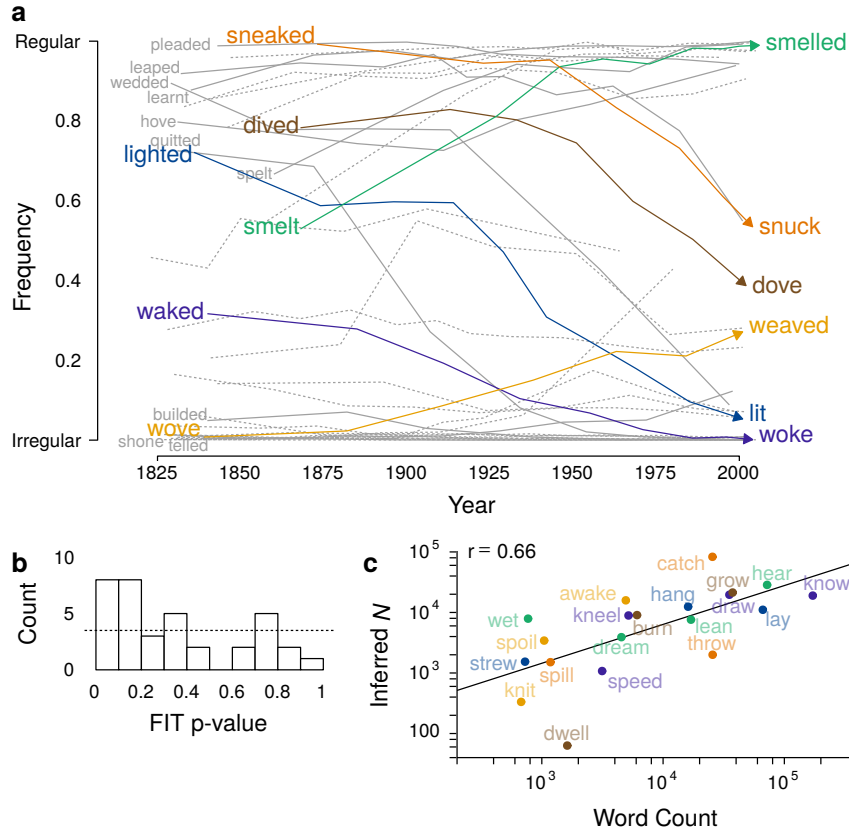 a
Regular
0.8
0.6
0.4
0.2
Irregular
Frequency
pleaded
sneaked
smelled
leaped
wedded
learnt
hove
dived
quitted
lighted
spelt
smelt
snuck
dove
waked
weaved
builded
lit
wove
shone
telled
woke
1825 1850 1875 1900 1925 1950 1975 2000
Year
b
10
5
0
Count
0 0.2 0.4 0.6 0.8 1
FIT p-value
c
r = 0.66
10^5
10^4
10^3
100
Inferred N
catch
hear
grow
know
awake
hang
draw
kneel
wet
burn
lean
lay
spoil
dream
throw
strew
spill
speed
knit
dwell
10^3 10^4 10^5
Word Count